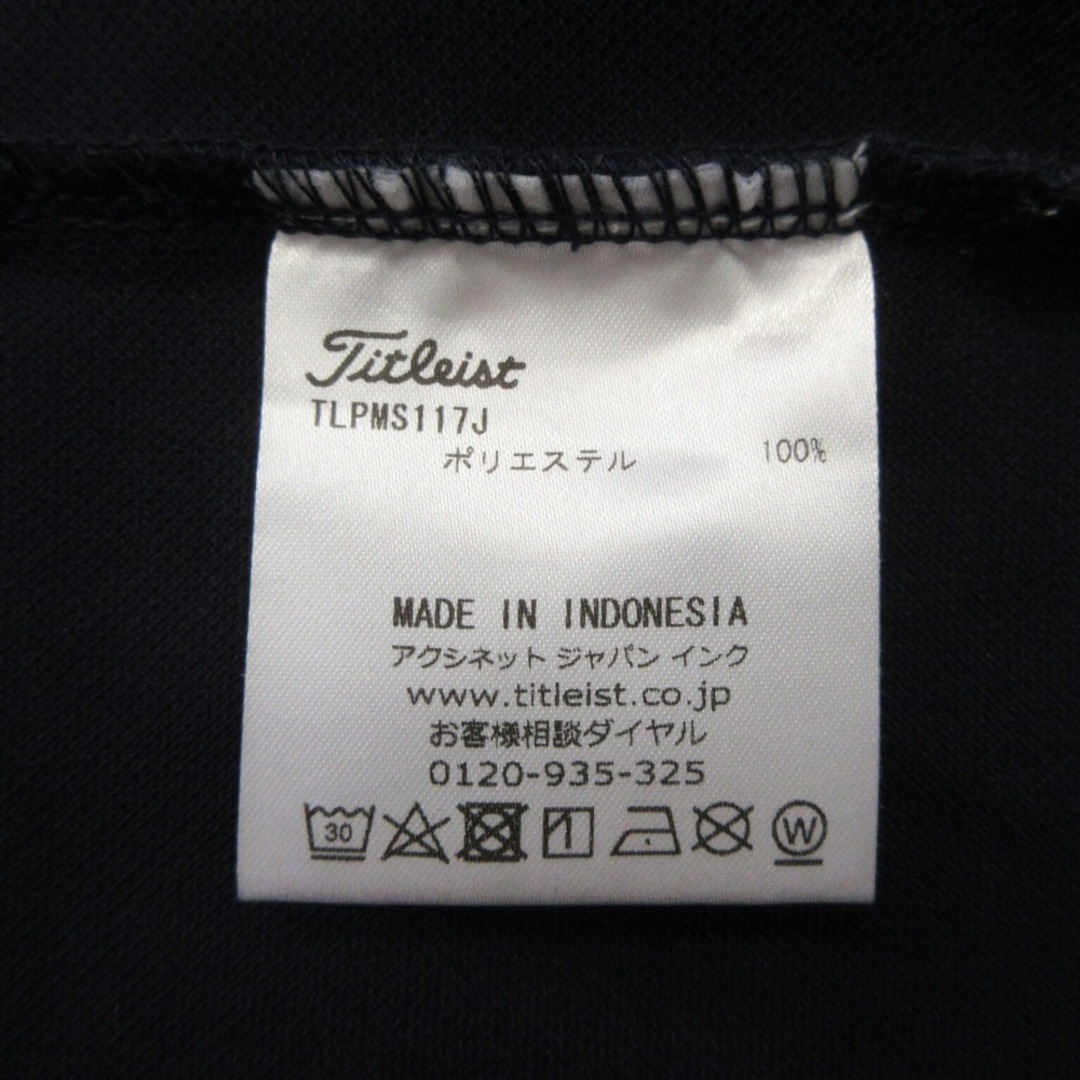 Titleist
TLPMS117J
ポリエステル 100%
MADE IN INDONESIA
アクシネット ジャパン インク
www.titleist.co.jp
お客様相談ダイヤル
0120-935-325
30 W